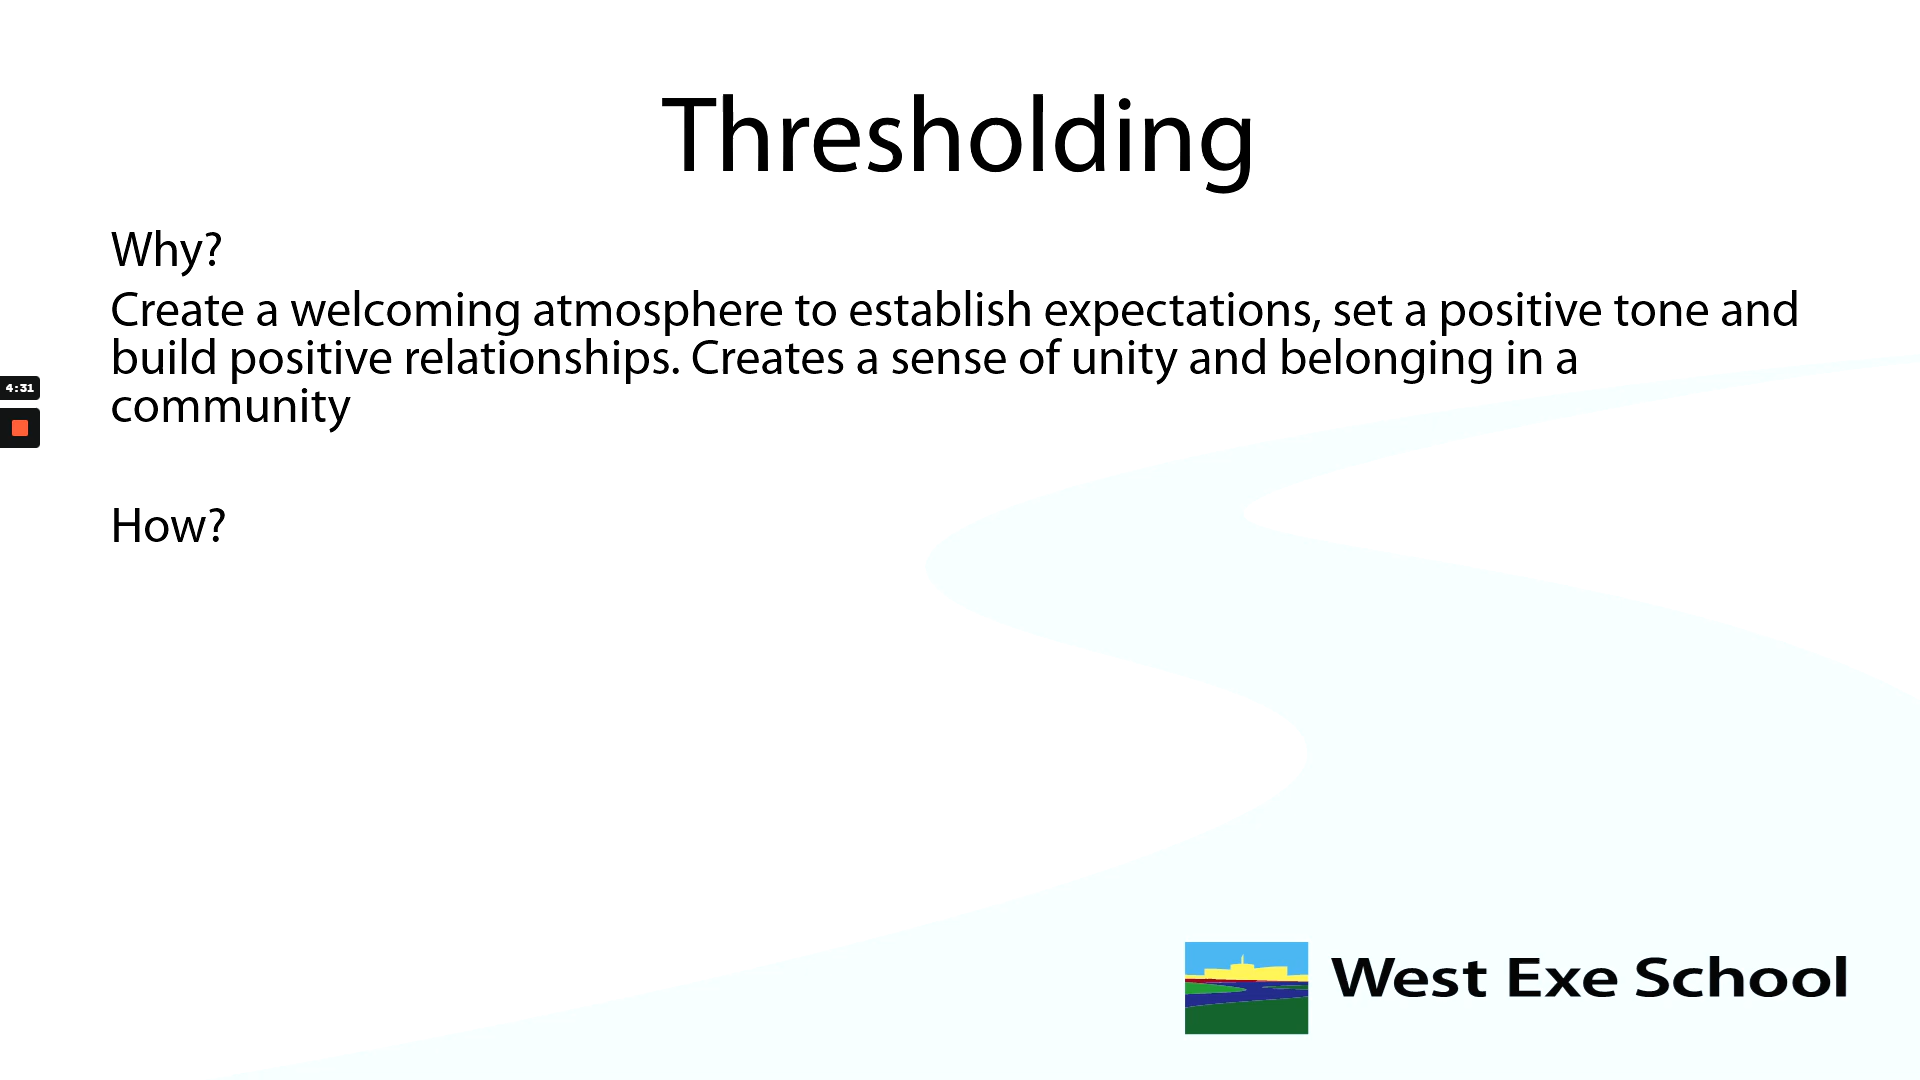 Thresholding
Why?
Create a welcoming atmosphere to establish expectations, set a positive tone and
build positive relationships. Creates a sense of unity and belonging in a
community
4:31
How?
West Exe School